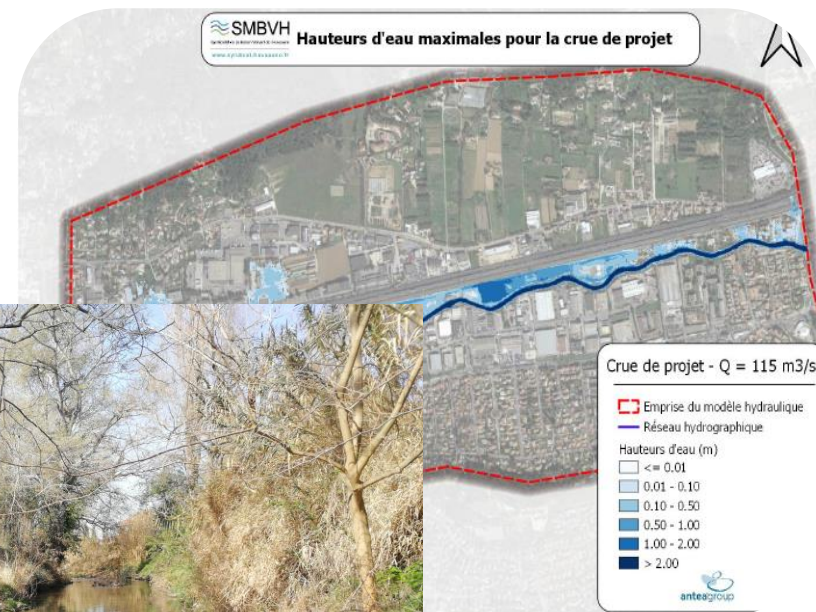 SMBVH
Hauteurs d'eau maximales pour la crue de projet
Crue de projet - Q = 115 m3/s
Emprise du modèle hydraulique
Réseau hydrographique
Hauteurs d'eau (m)
<= 0.01
0.01 - 0.10
0.10 - 0.50
0.50 - 1.00
1.00 - 2.00
> 2.00
anteagroup